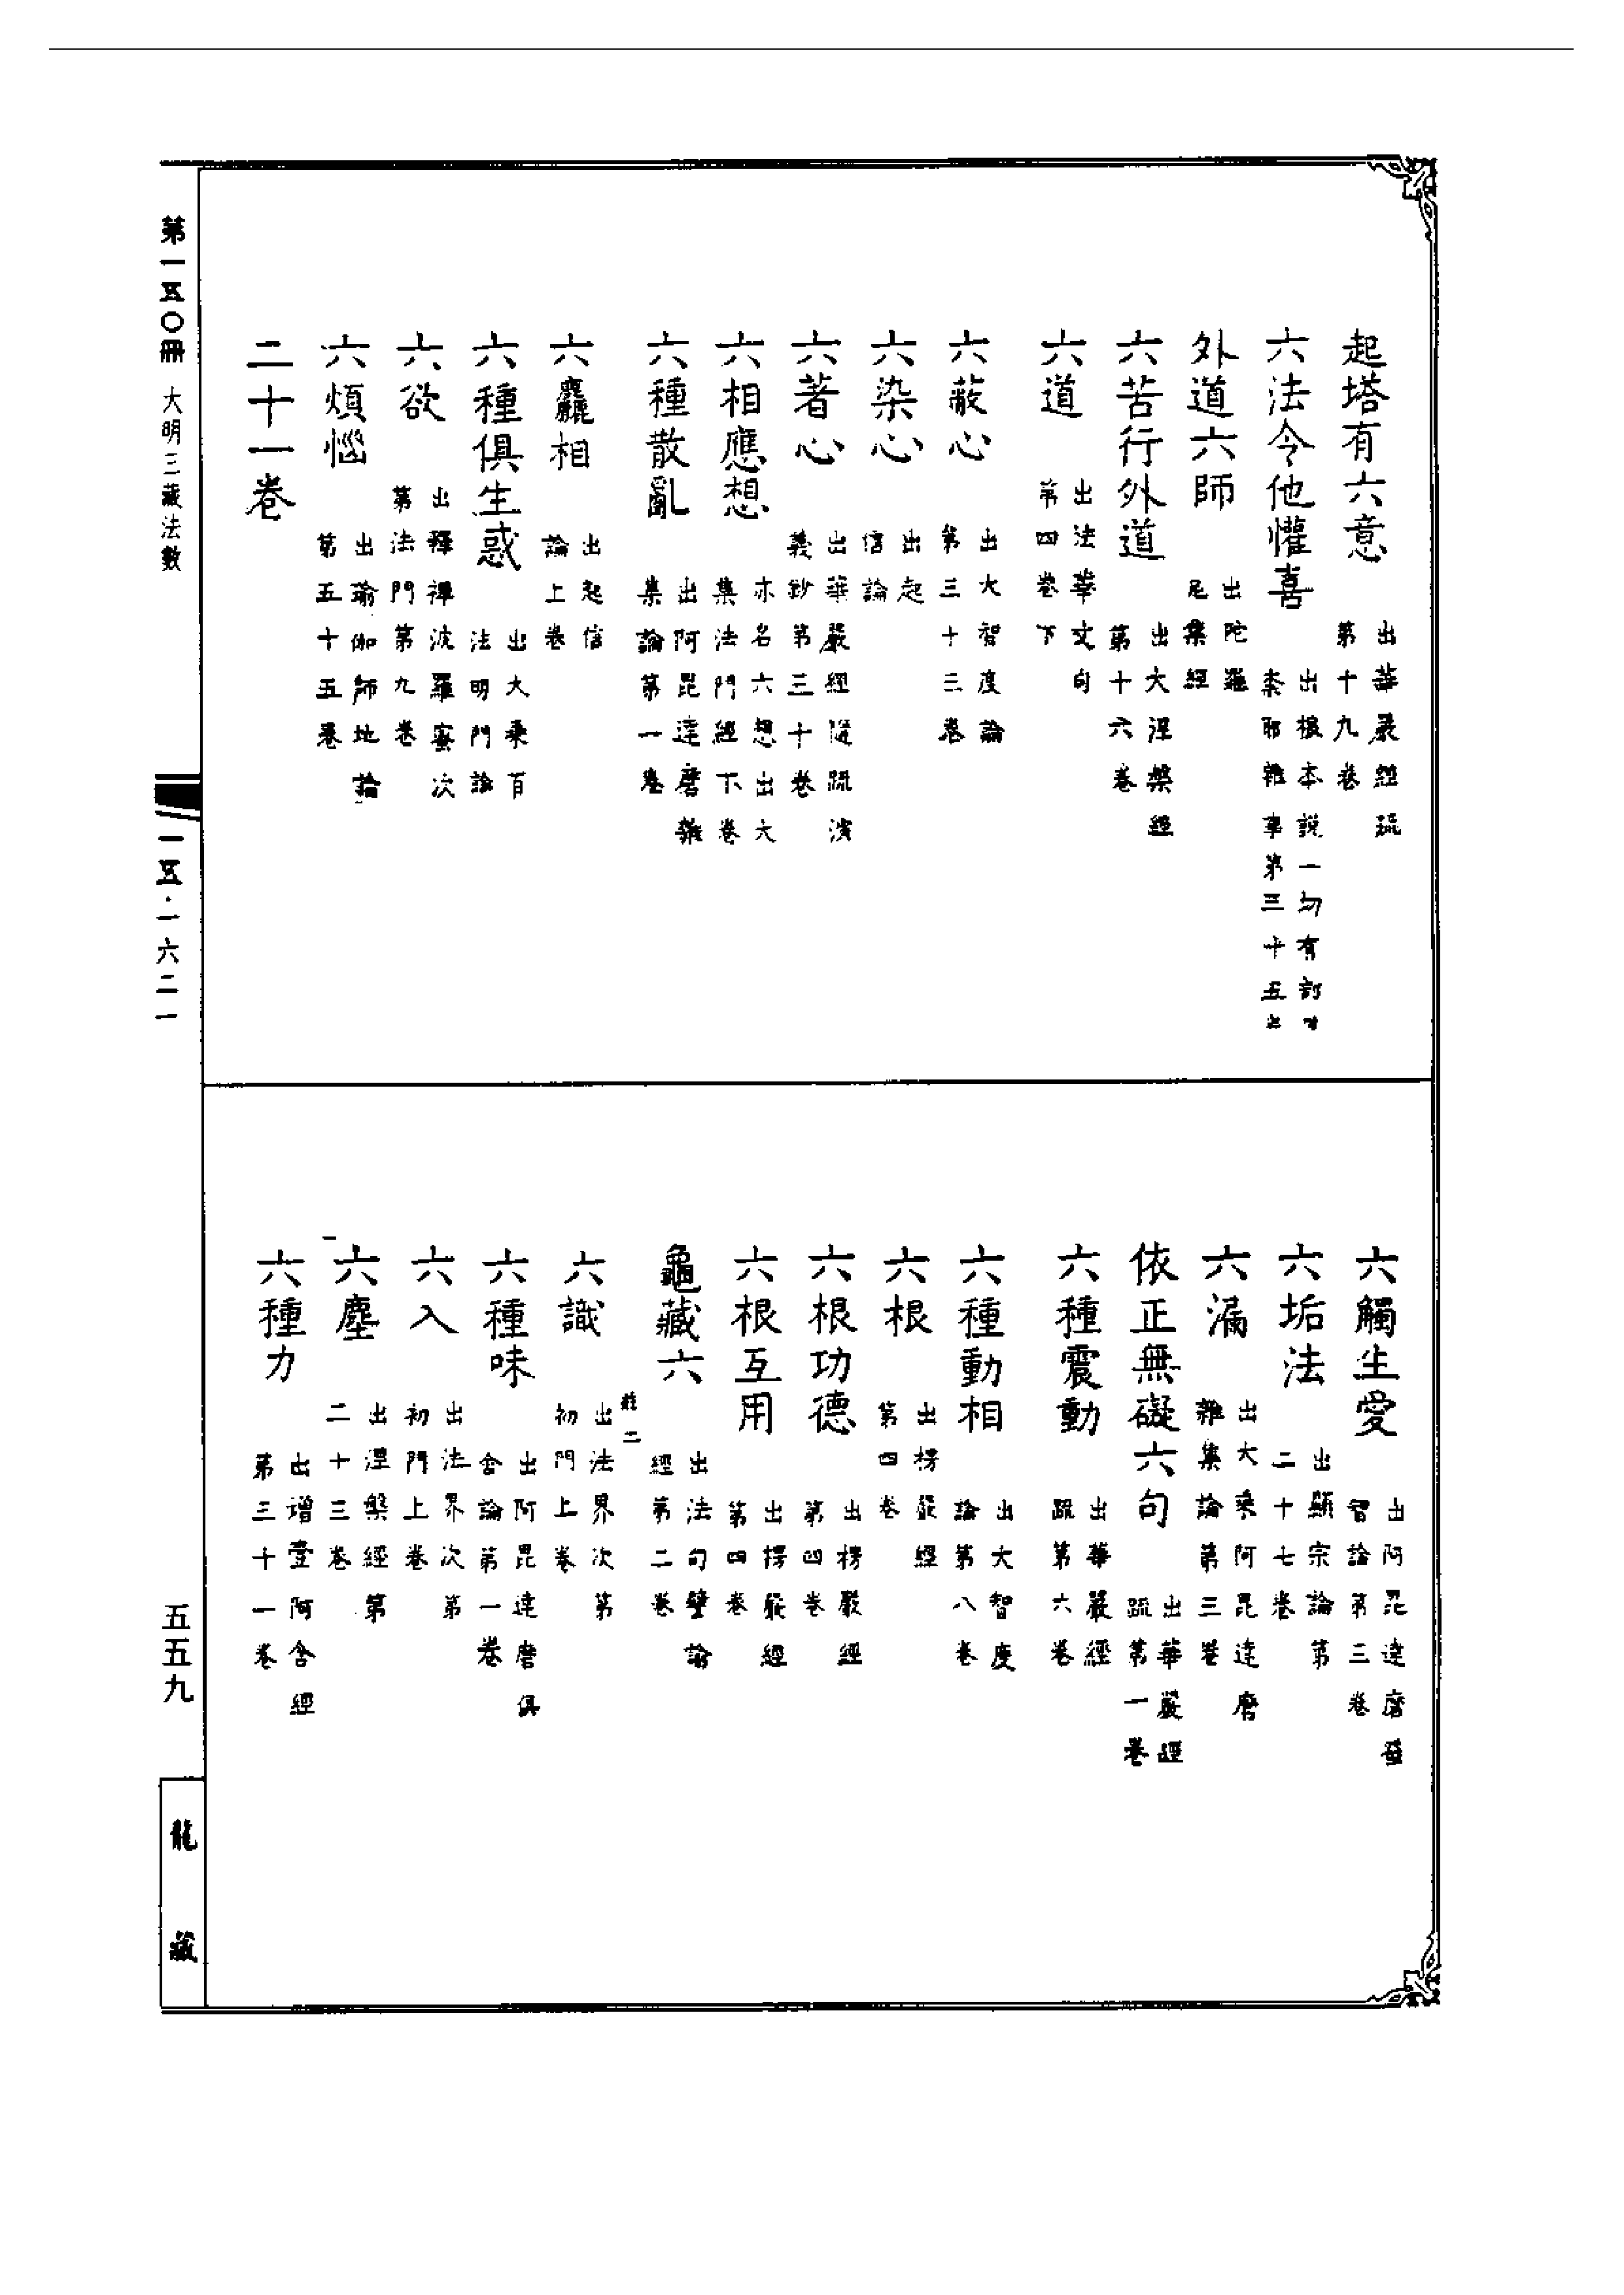 起塔有六意 出華嚴經疏第十九卷
六法令他懽喜 出根本說一切有部毗柰耶雜事第三十五卷
外道六師 出陀羅尼集經
六苦行外道 出大涅槃經第十六卷
六道 出法華文句第四卷下
六蔽心 出大智度論第三十三卷
六染心 出起信論
六著心 出華嚴經隨疏演義鈔第三十卷
六相應想 亦名六想出大集法門經下卷
六種散亂 出阿毘達磨雜集論第一卷
六麤相 出起信論上卷
六種俱生惑 出大乘百法明門論
六欲 出釋禪波羅蜜次第法門第九卷
六煩惱 出瑜伽師地論第五十五卷
二十一卷
六觸生愛 出阿毘達磨發智論第三卷
六垢法 出顯宗論第二十七卷
六漏 出大乘阿毘達磨雜集論第三卷
依正無礙六句 出華嚴經疏第一卷
六種震動 出華嚴經疏第六卷
六種動相 出大智度論第八卷
六根 出楞嚴經第四卷
六根功德 出楞嚴經第四卷
六根互用 出楞嚴經第四卷
龜藏六 出法句譬喻經第二卷
六識 出法界次第初門上卷
六種味 出阿毘達磨俱舍論第一卷
六入 出法界次第初門上卷
六塵 出涅槃經第二十三卷
六種力 出增壹阿含經第三十一卷
第一五〇冊 大明三藏法數
一五·一六二一
五五九
龍藏